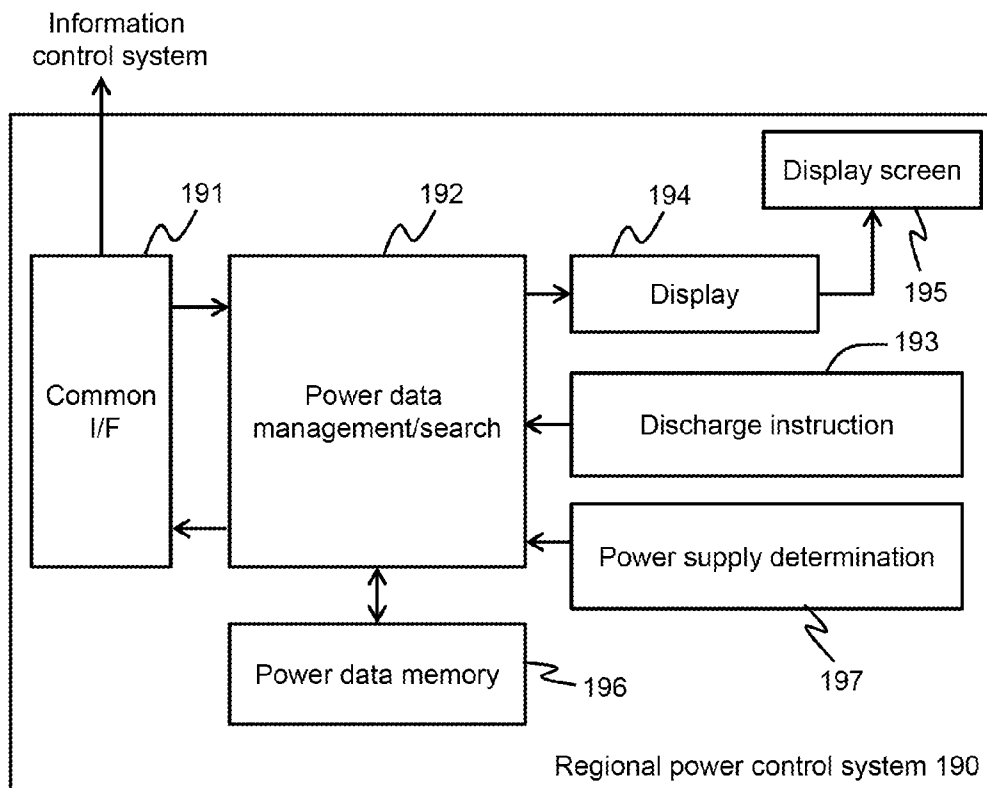 Information
control system
Display screen
191
192
194
195
Display
193
Common
I/F
Power data
management/search
Discharge instruction
Power supply determination
Power data memory
196
197
Regional power control system 190